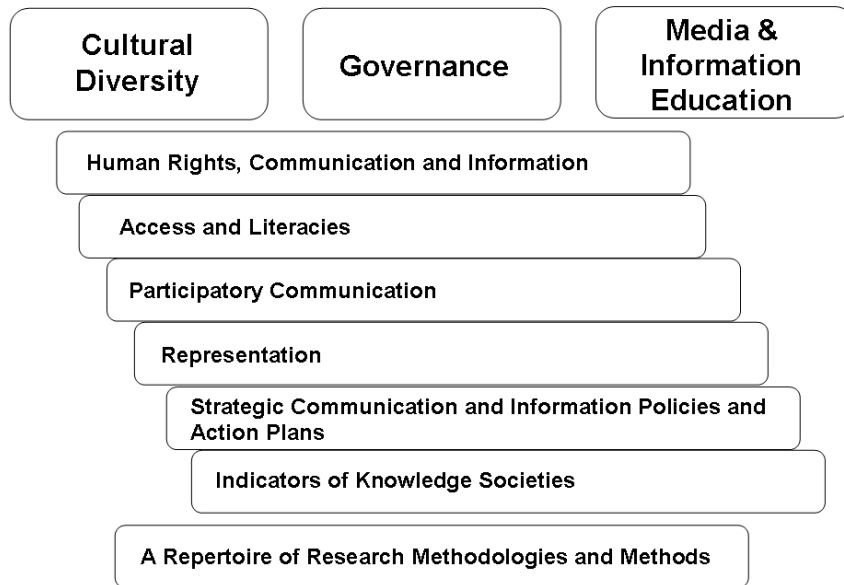 Cultural
Diversity
Governance
Media &
Information
Education
Human Rights, Communication and Information
Access and Literacies
Participatory Communication
Representation
Strategic Communication and Information Policies and
Action Plans
Indicators of Knowledge Societies
A Repertoire of Research Methodologies and Methods